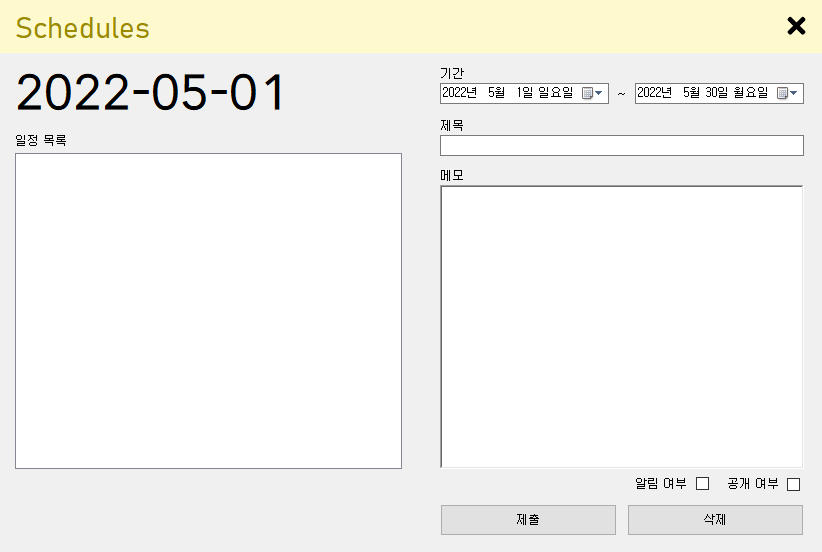 Schedules
2022-05-01
일정 목록
기간
2022년 5월 1일 일요일 ~ 2022년 5월 30일 월요일
제목
메모
알림 여부 공개 여부
제출 삭제